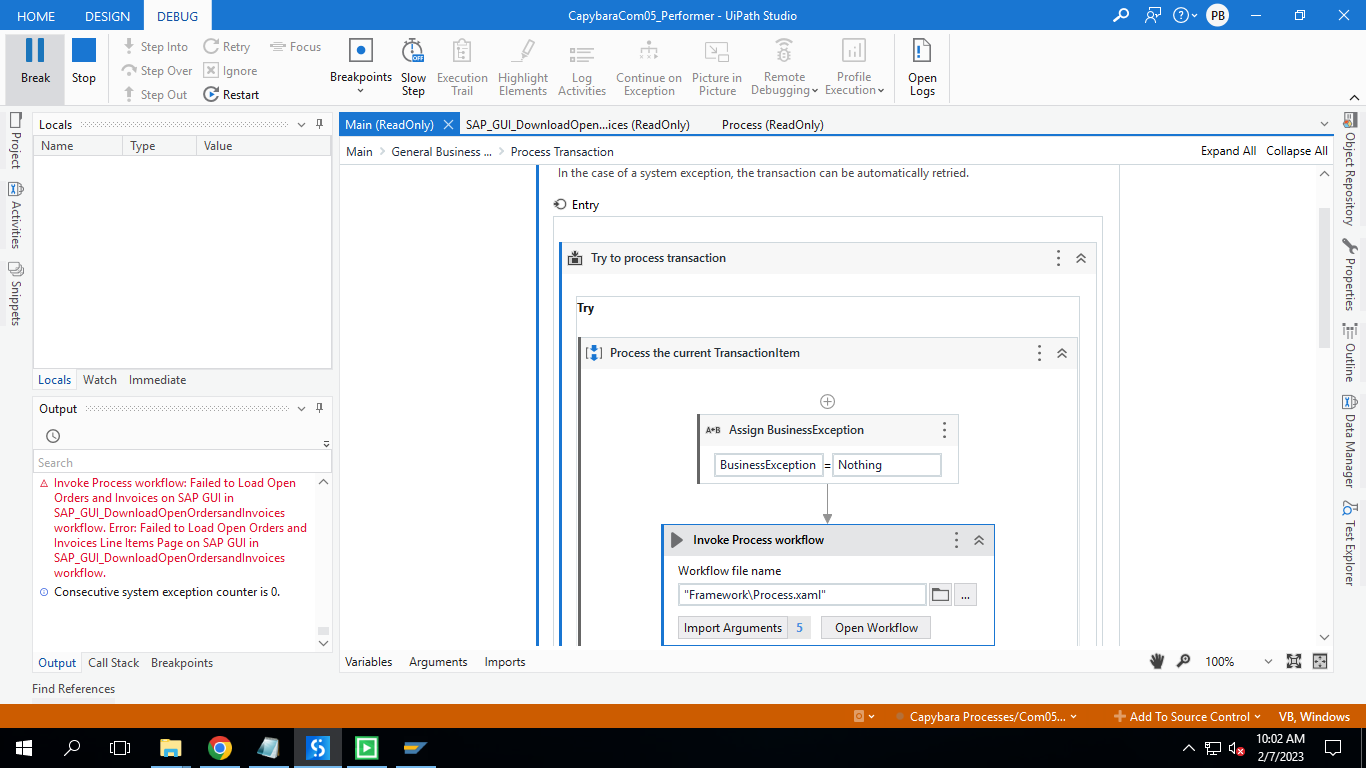 HOME
DESIGN
DEBUG
CapybaraCom05_Performer - UiPath Studio
PB
Break
Stop
Step Into
Step Over
Step Out
Retry
Ignore
Restart
Focus
Breakpoints
Slow
Step
Execution
Trail
Highlight
Elements
Log
Activities
Continue on
Exception
Picture in
Picture
Remote
Debugging
Profile
Execution
Open
Logs
Project
Activities
Snippets
Locals
Name
Type
Value
Locals
Watch
Immediate
Output
Search
Invoke Process workflow: Failed to Load Open
Orders and Invoices on SAP GUI in
SAP_GUI_DownloadOpenOrdersandInvoices
workflow. Error: Failed to Load Open Orders and
Invoices Line Items Page on SAP GUI in
SAP_GUI_DownloadOpenOrdersandInvoices
workflow.
Consecutive system exception counter is 0.
Output
Call Stack
Breakpoints
Find References
Main (ReadOnly)
SAP_GUI_DownloadOpen...ices (ReadOnly)
Process (ReadOnly)
Main
General Business ...
Process Transaction
Expand All
Collapse All
In the case of a system exception, the transaction can be automatically retried.
Entry
Try to process transaction
Try
Process the current TransactionItem
A+B
Assign BusinessException
BusinessException = Nothing
Invoke Process workflow
Workflow file name
"Framework\Process.xaml"
...
Import Arguments
5
Open Workflow
Variables
Arguments
Imports
100%
Object Repository
Properties
Outline
Data Manager
Test Explorer
Capybara Processes/Com05...
Add To Source Control
VB, Windows
10:02 AM
2/7/2023